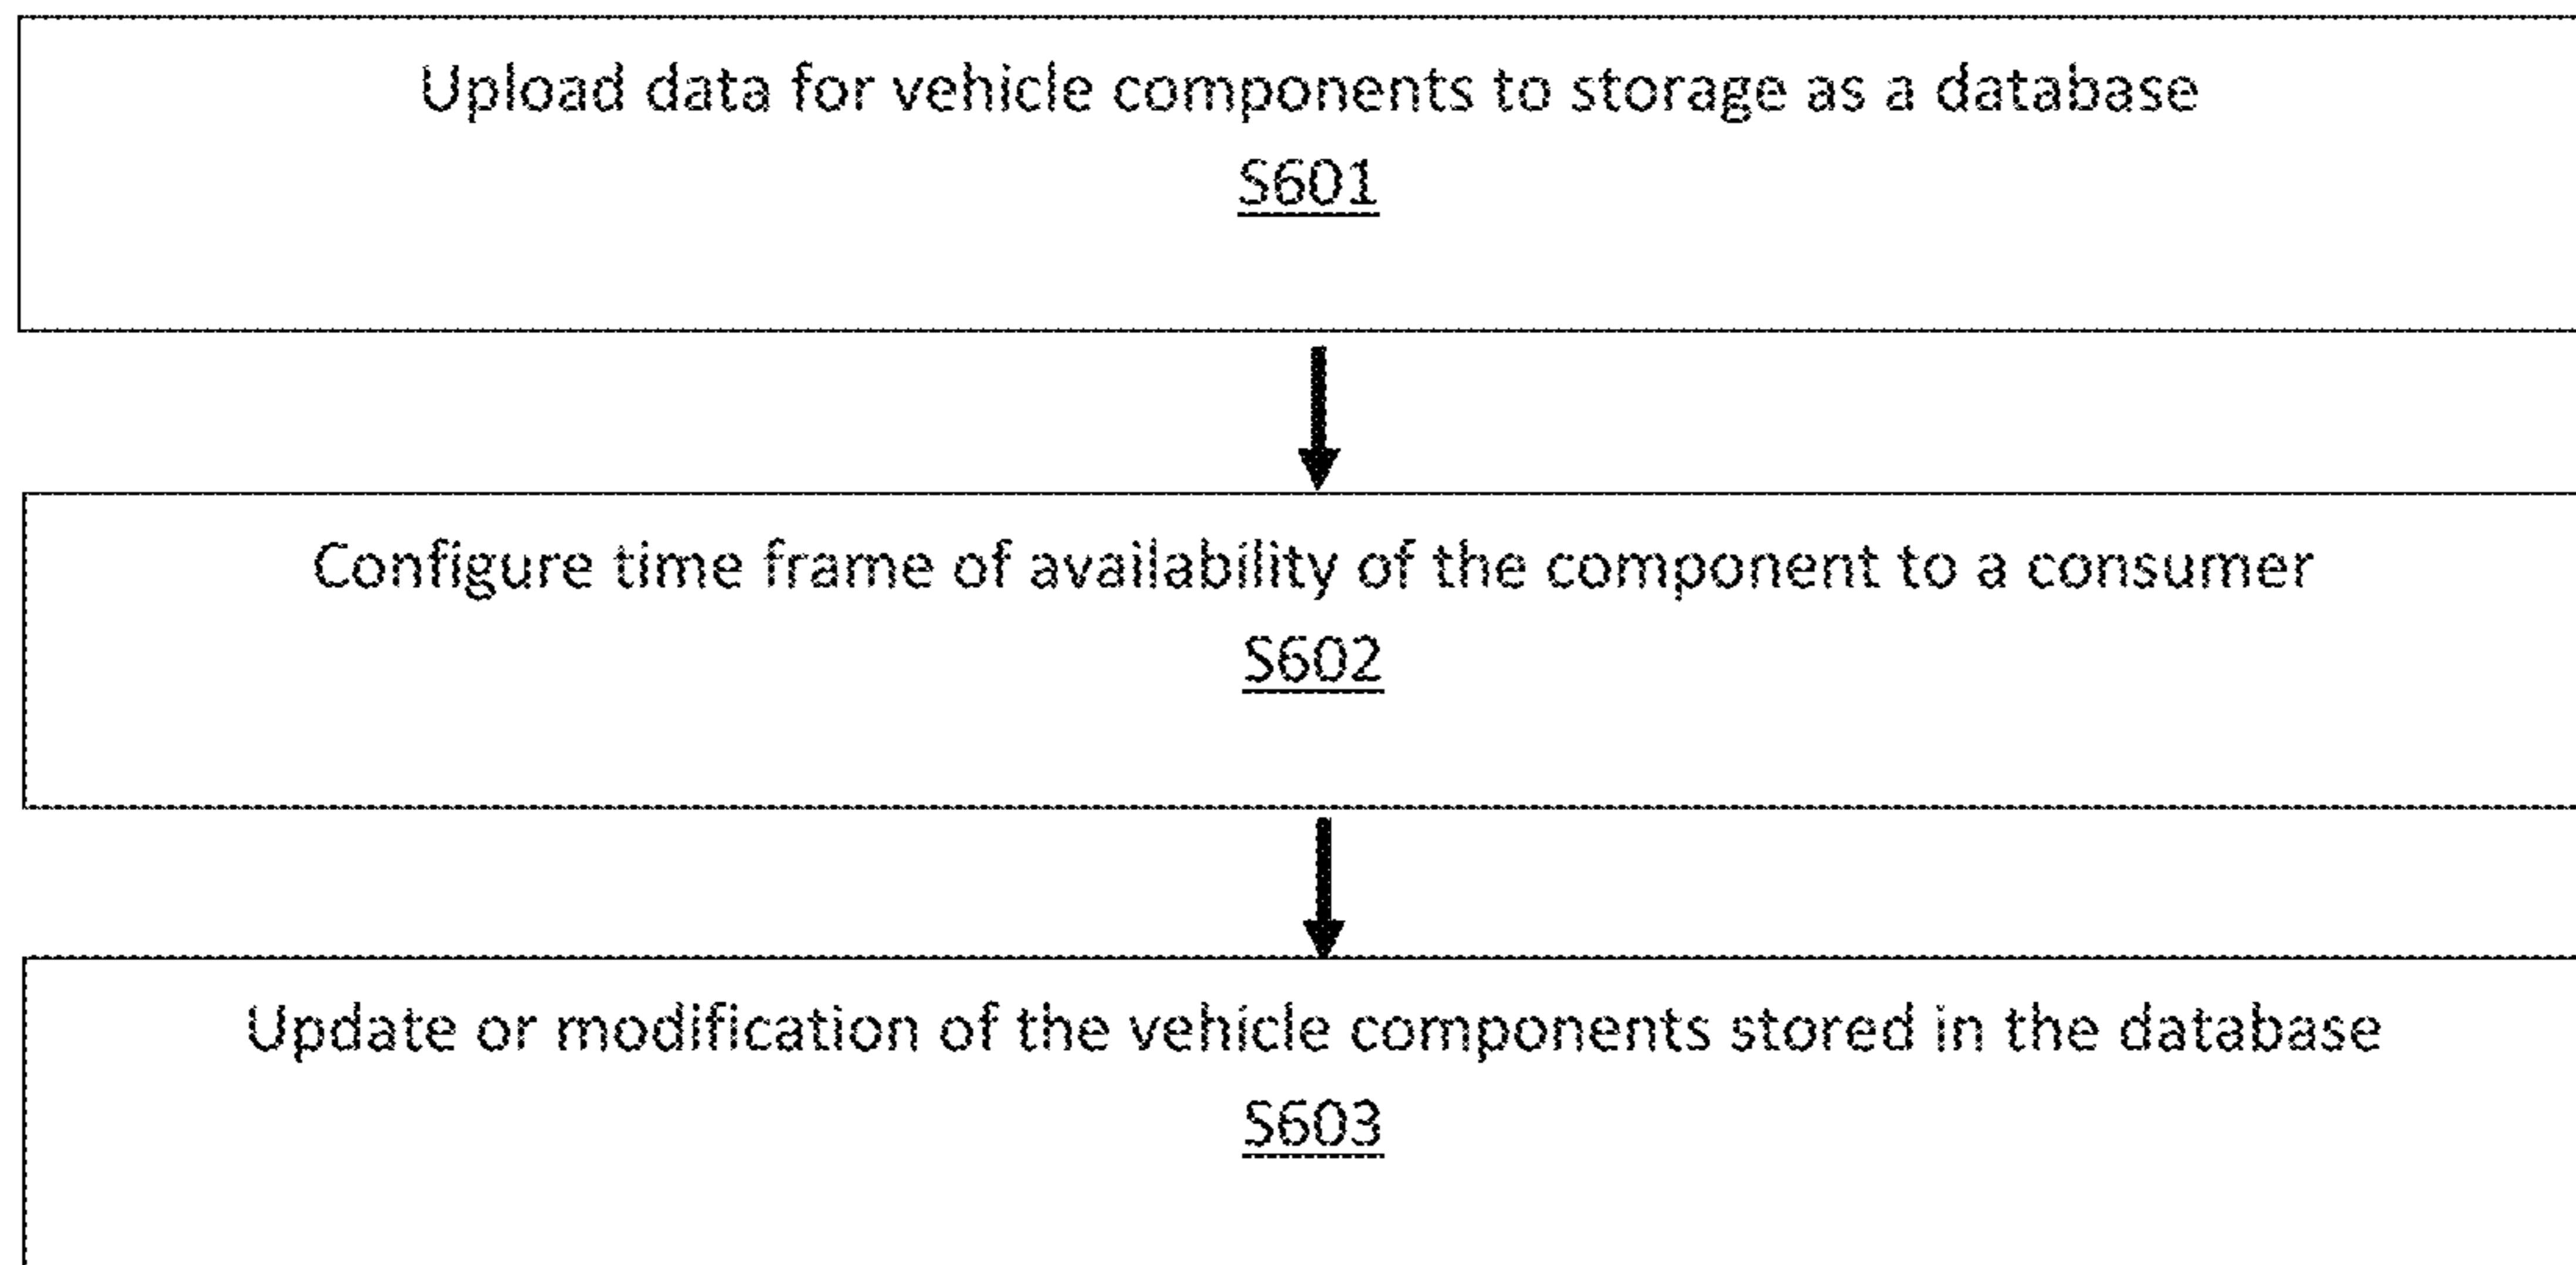 Upload data for vehicle components to storage as a database
S601
Configure time frame of availability of the component to a consumer
S602
Update or modification of the vehicle components stored in the database
S603